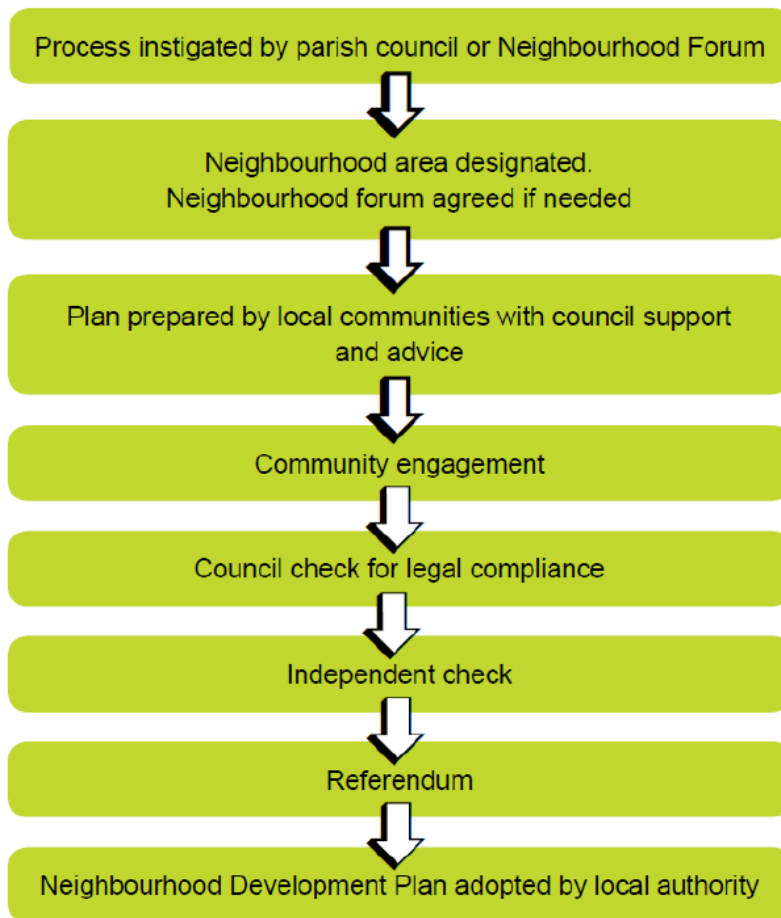 Process instigated by parish council or Neighbourhood Forum
Neighbourhood area designated.
Neighbourhood forum agreed if needed
Plan prepared by local communities with council support
and advice
Community engagement
Council check for legal compliance
Independent check
Referendum
Neighbourhood Development Plan adopted by local authority